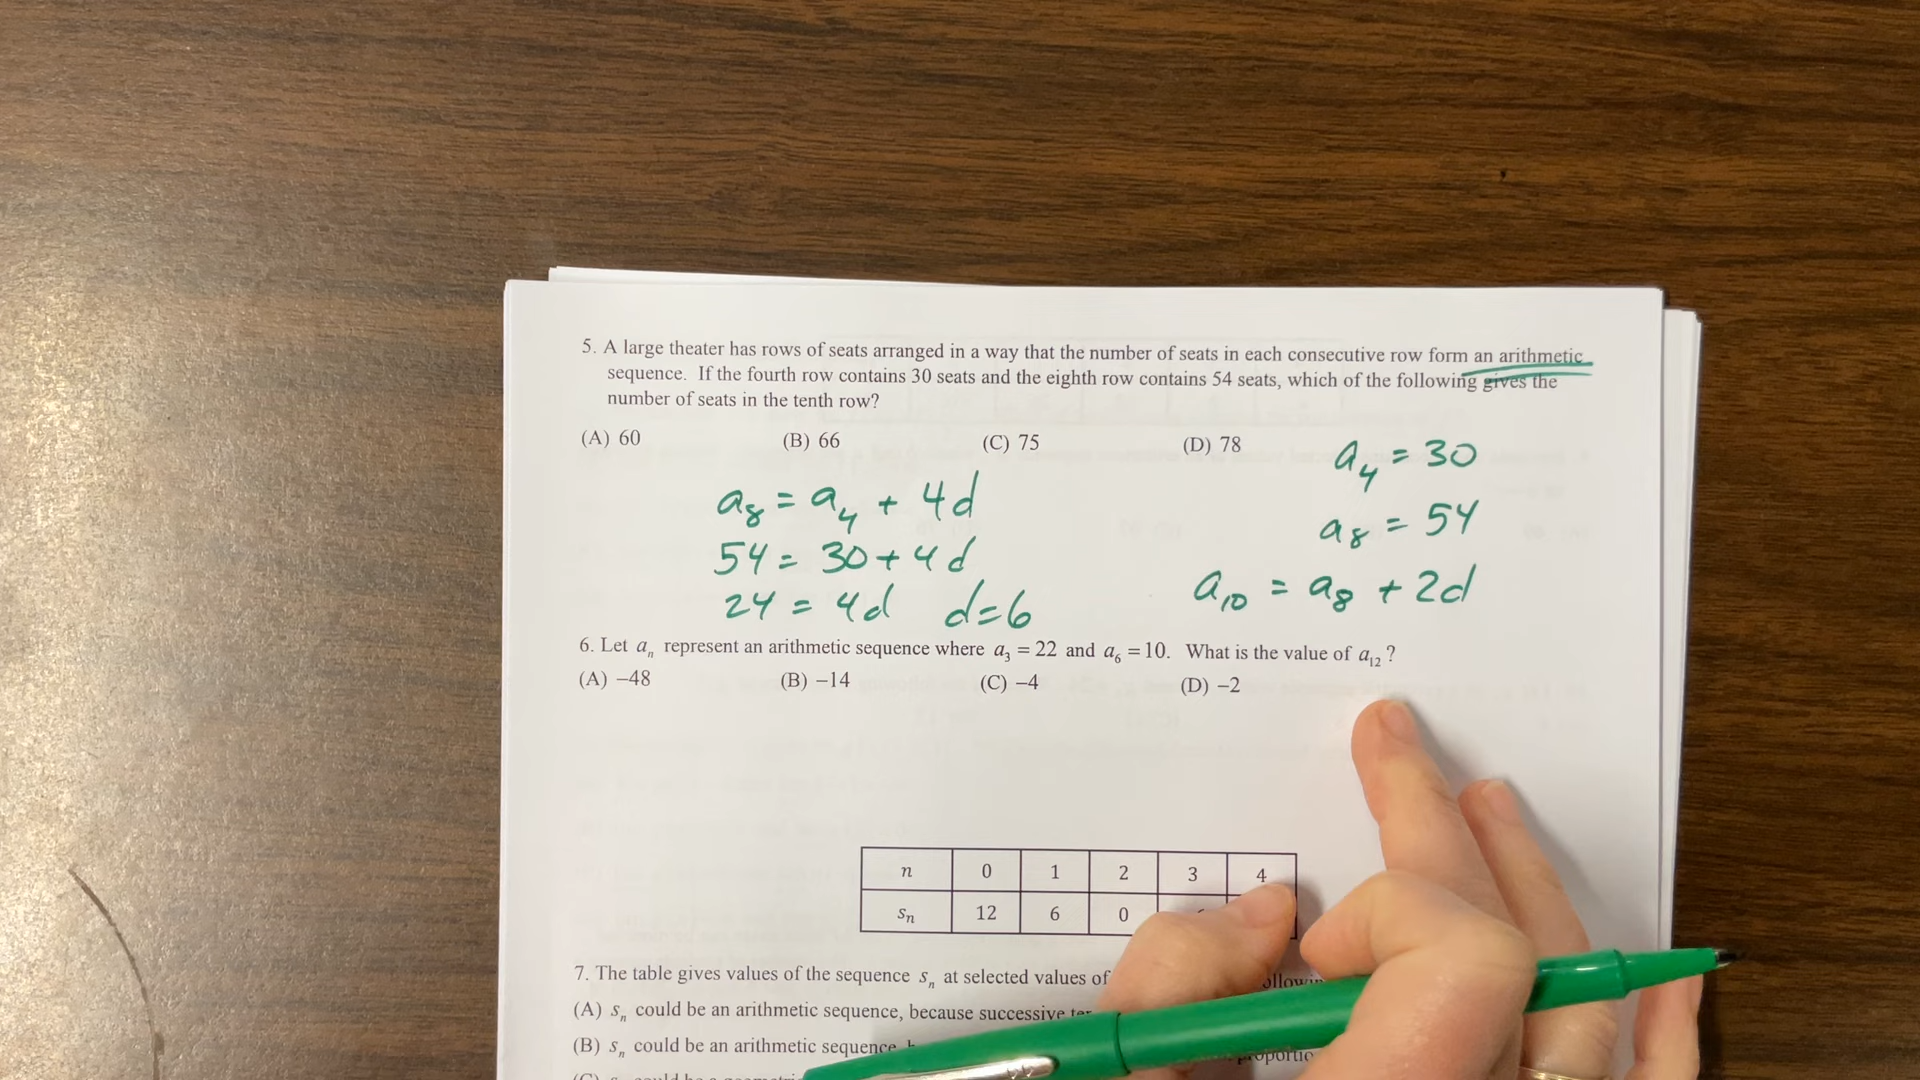 5. A large theater has rows of seats arranged in a way that the number of seats in each consecutive row form an arithmetic
sequence. If the fourth row contains 30 seats and the eighth row contains 54 seats, which of the following gives the
number of seats in the tenth row?
(A) 60 (B) 66 (C) 75 (D) 78
a₄ = 30
a₈ = a₄ + 4d
a₈ = 54
54 = 30 + 4d
a₁₀ = a₈ + 2d
24 = 4d d=6
6. Let aₙ represent an arithmetic sequence where a₃ = 22 and a₆ = 10. What is the value of a₁₂ ?
(A) –48 (B) –14 (C) –4 (D) –2
n 0 1 2 3 4
sₙ 12 6 0
7. The table gives values of the sequence sₙ at selected values of
(A) sₙ could be an arithmetic sequence, because successive
(B) sₙ could be an arithmetic sequence,